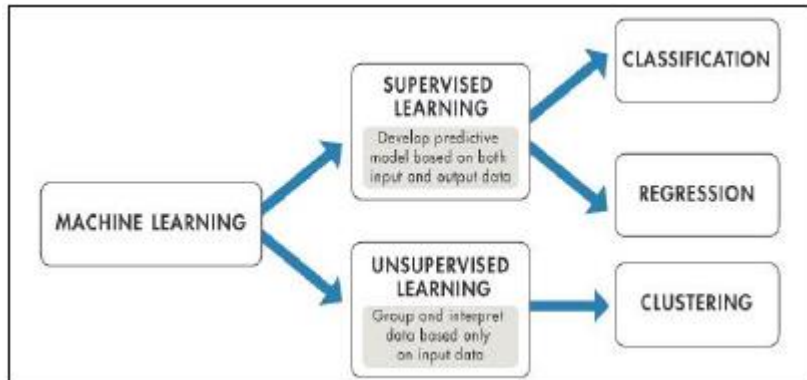 MACHINE LEARNING
SUPERVISED
LEARNING
Develop predictive
model based on both
input and output data
CLASSIFICATION
REGRESSION
UNSUPERVISED
LEARNING
Group and interpret
data based only
on input data
CLUSTERING